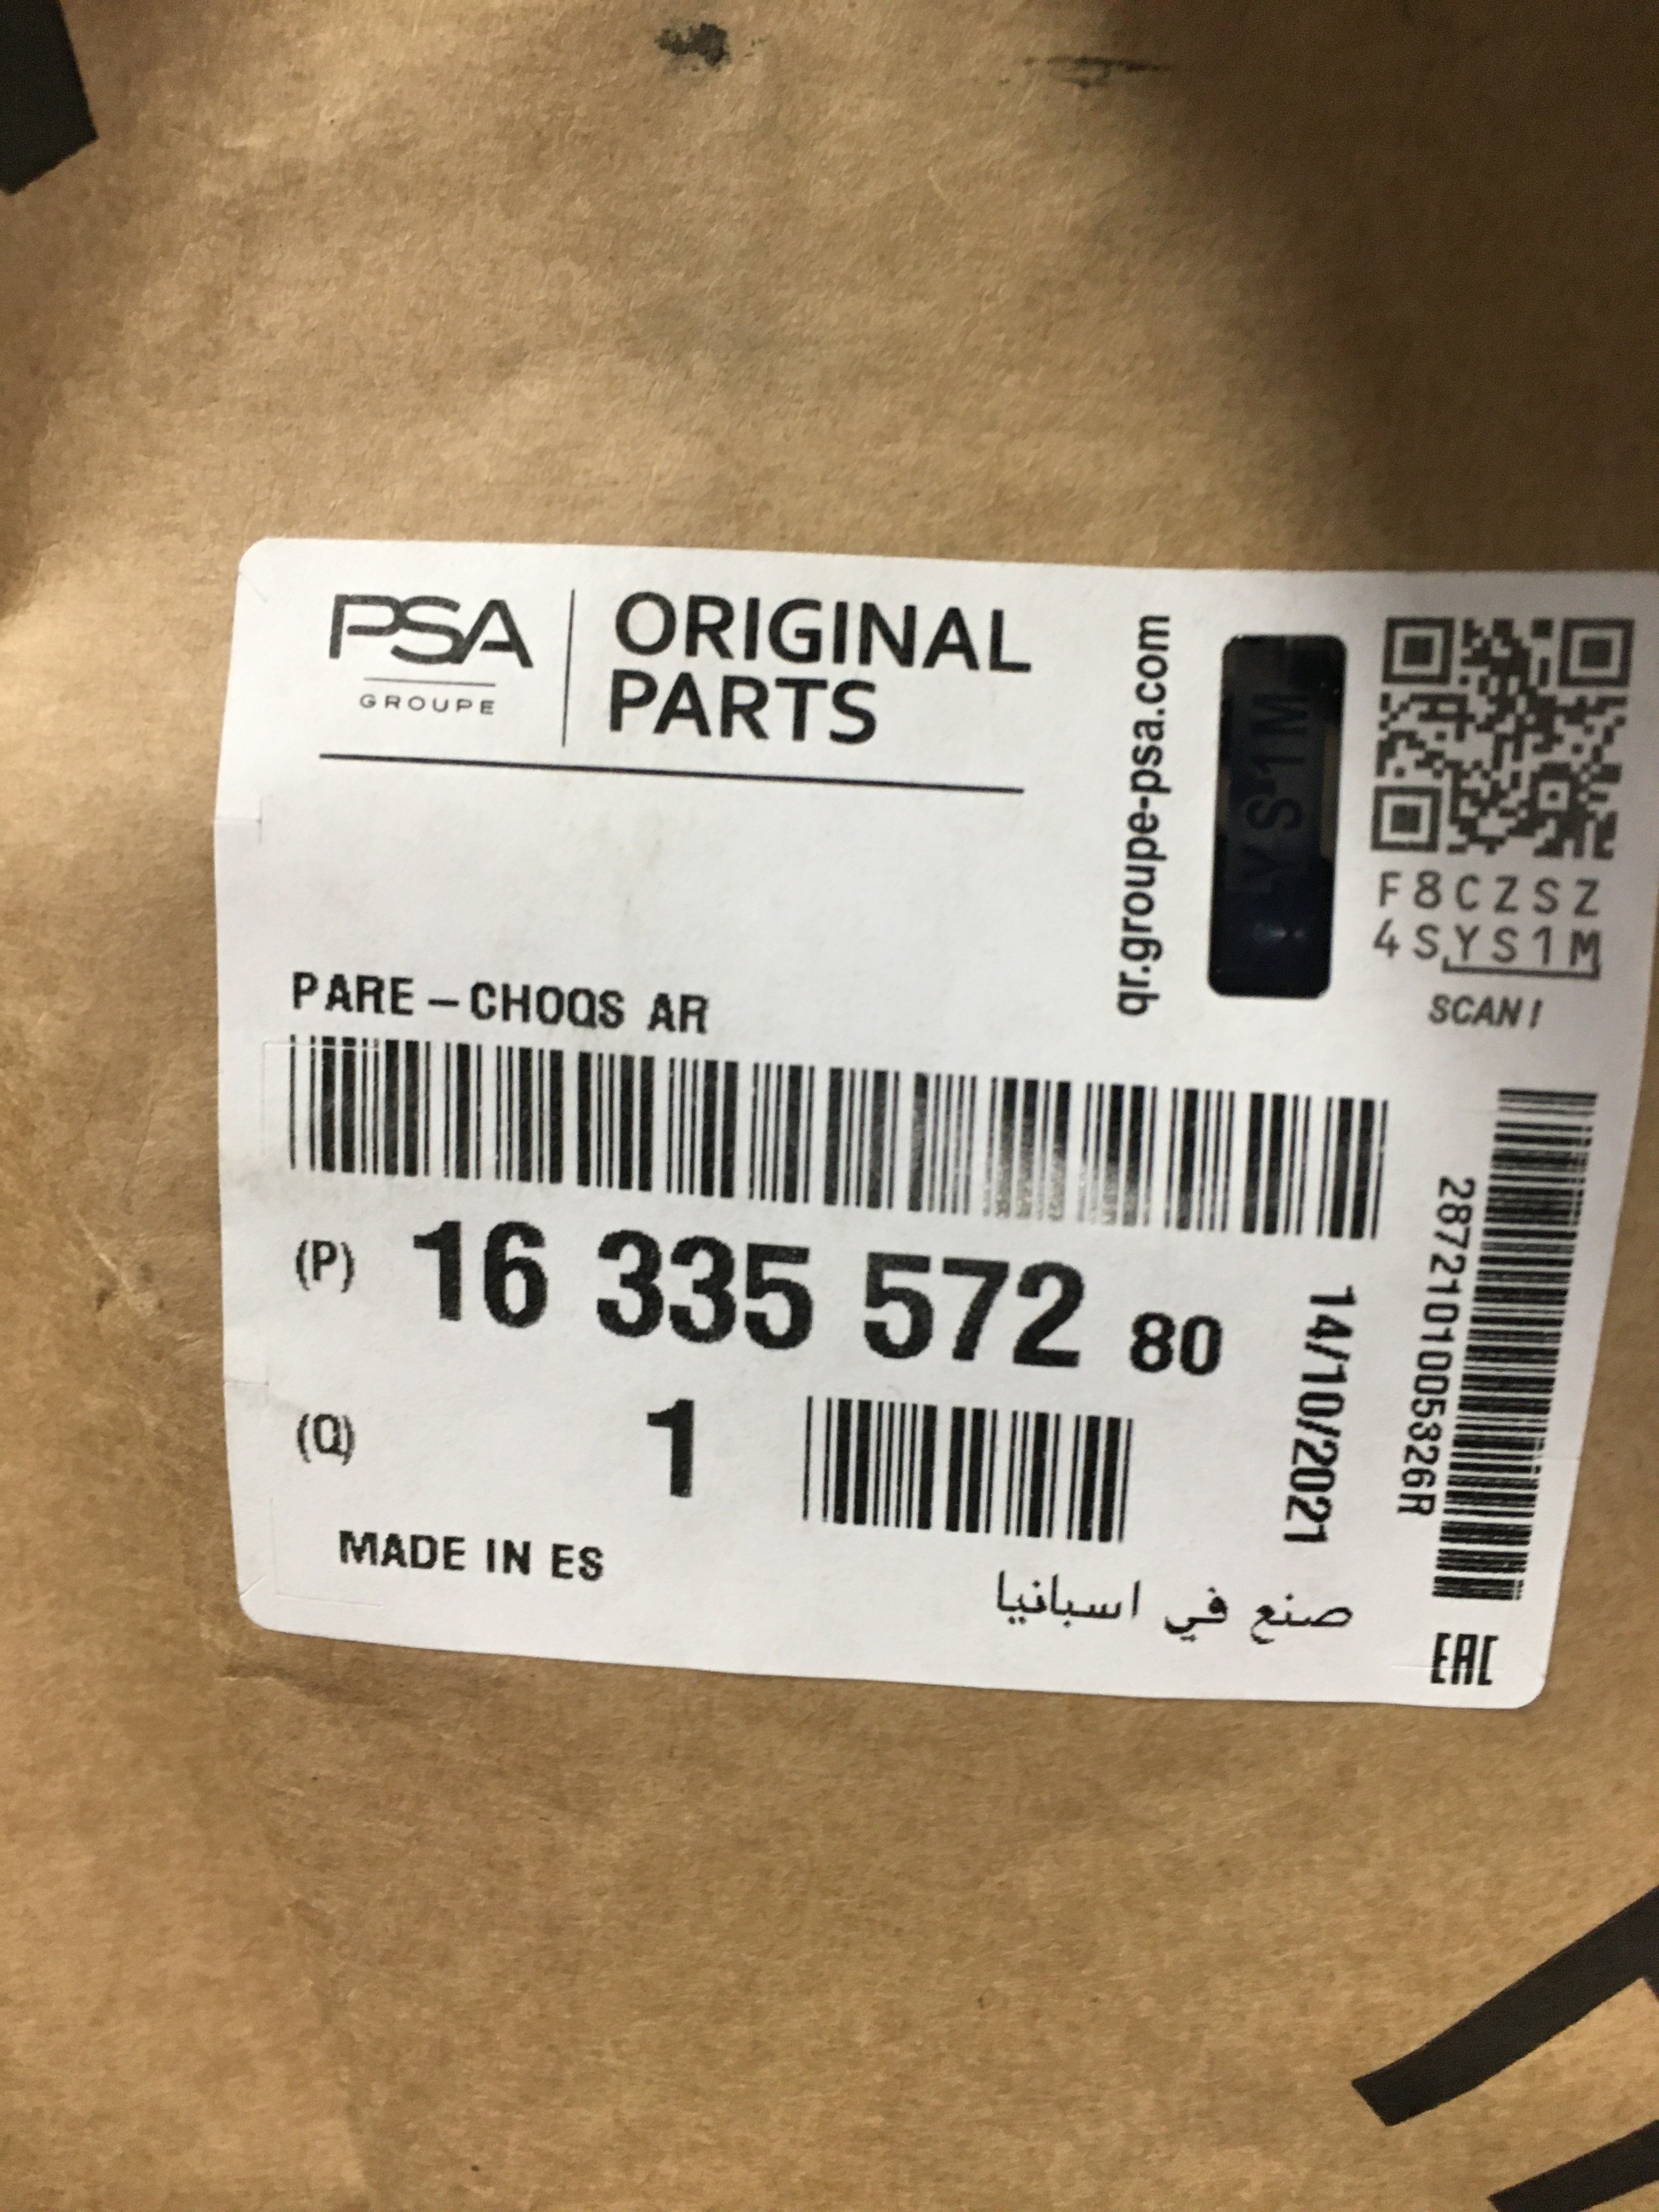 PSA
GROUPE
ORIGINAL
PARTS
qr.groupe-psa.com
YS1M
F8CZSZ
4SYS1M
SCAN!
PARE-CHOQS AR
(P) 16 335 572 80
(Q) 1
14/10/2021
2872101005326R
MADE IN ES
صنع في اسبانيا
EAC